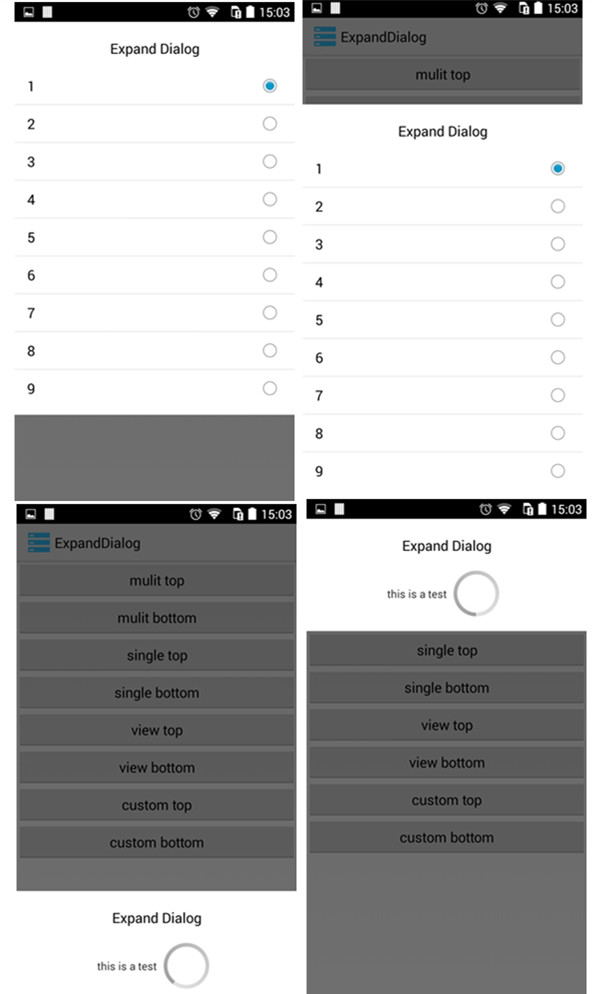 15:03
Expand Dialog
1
2
3
4
5
6
7
8
9
15:03
ExpandDialog
mulit top
Expand Dialog
1
2
3
4
5
6
7
8
9
15:03
ExpandDialog
mulit top
mulit bottom
single top
single bottom
view top
view bottom
custom top
custom bottom
Expand Dialog
this is a test
15:03
Expand Dialog
this is a test
single top
single bottom
view top
view bottom
custom top
custom bottom